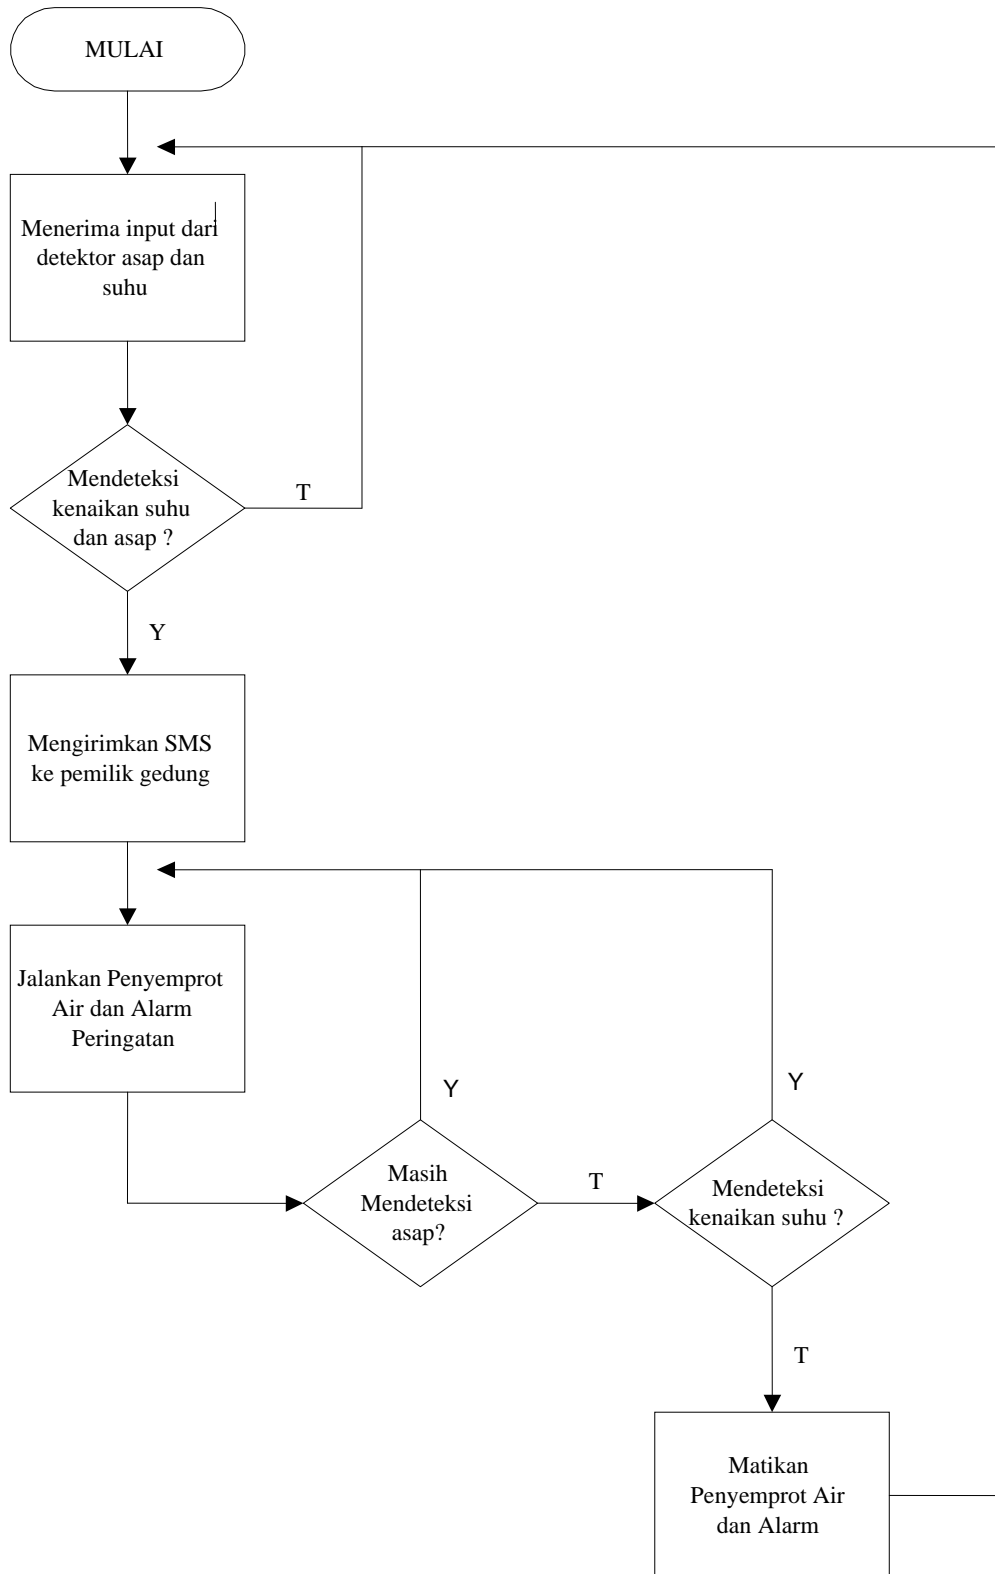 MULAI
Menerima input dari
detektor asap dan
suhu
Mendeteksi
kenaikan suhu
dan asap ?
T
Y
Mengirimkan SMS
ke pemilik gedung
Jalankan Penyemprot
Air dan Alarm
Peringatan
Y
Masih
Mendeteksi
asap?
T
Y
Mendeteksi
kenaikan suhu ?
T
Matikan
Penyemprot Air
dan Alarm